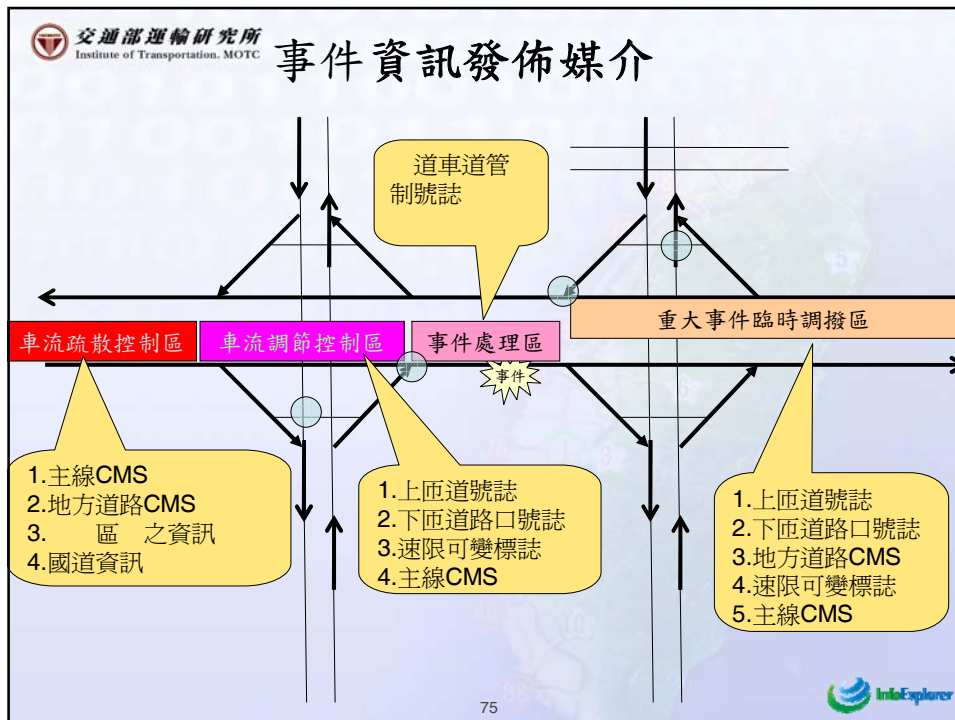 交通部運輸研究所
Institute of Transportation. MOTC
事件資訊發佈媒介
道車道管
制號誌
重大事件臨時調撥區
車流疏散控制區
車流調節控制區
事件處理區
事件
1.主線CMS
2.地方道路CMS
3. 區 之資訊
4.國道資訊
1.上匝道號誌
2.下匝道路口號誌
3.速限可變標誌
4.主線CMS
1.上匝道號誌
2.下匝道路口號誌
3.地方道路CMS
4.速限可變標誌
5.主線CMS
75
InfoExplorer